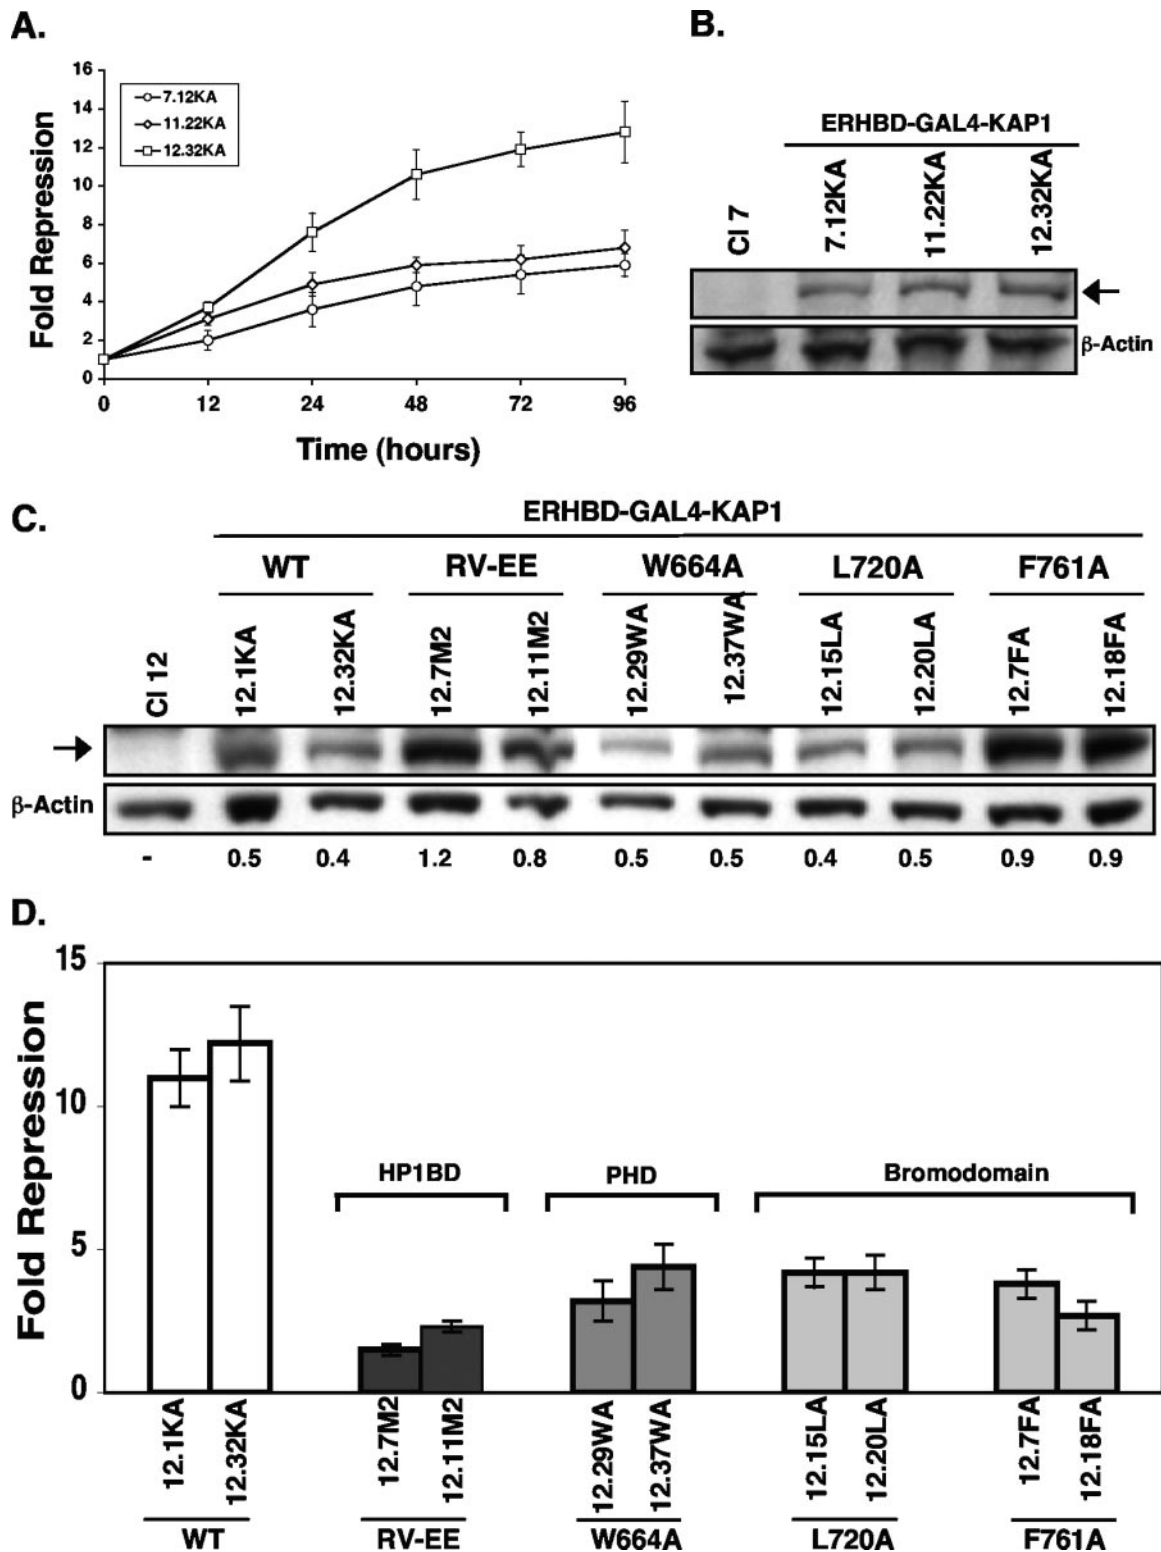 A.
16
14
12
10
8
6
4
2
0
Fold Repression
7.12KA
11.22KA
12.32KA
0 12 24 48 72 96
Time (hours)
B.
ERHBD-GAL4-KAP1
Cl 7 7.12KA 11.22KA 12.32KA
β-Actin
C.
ERHBD-GAL4-KAP1
WT RV-EE W664A L720A F761A
Cl 12 12.1KA 12.32KA 12.7M2 12.11M2 12.29WA 12.37WA 12.15LA 12.20LA 12.7FA 12.18FA
β-Actin
- 0.5 0.4 1.2 0.8 0.5 0.5 0.4 0.5 0.9 0.9
D.
15
10
5
0
Fold Repression
HP1BD PHD Bromodomain
12.1KA 12.32KA 12.7M2 12.11M2 12.29WA 12.37WA 12.15LA 12.20LA 12.7FA 12.18FA
WT RV-EE W664A L720A F761A